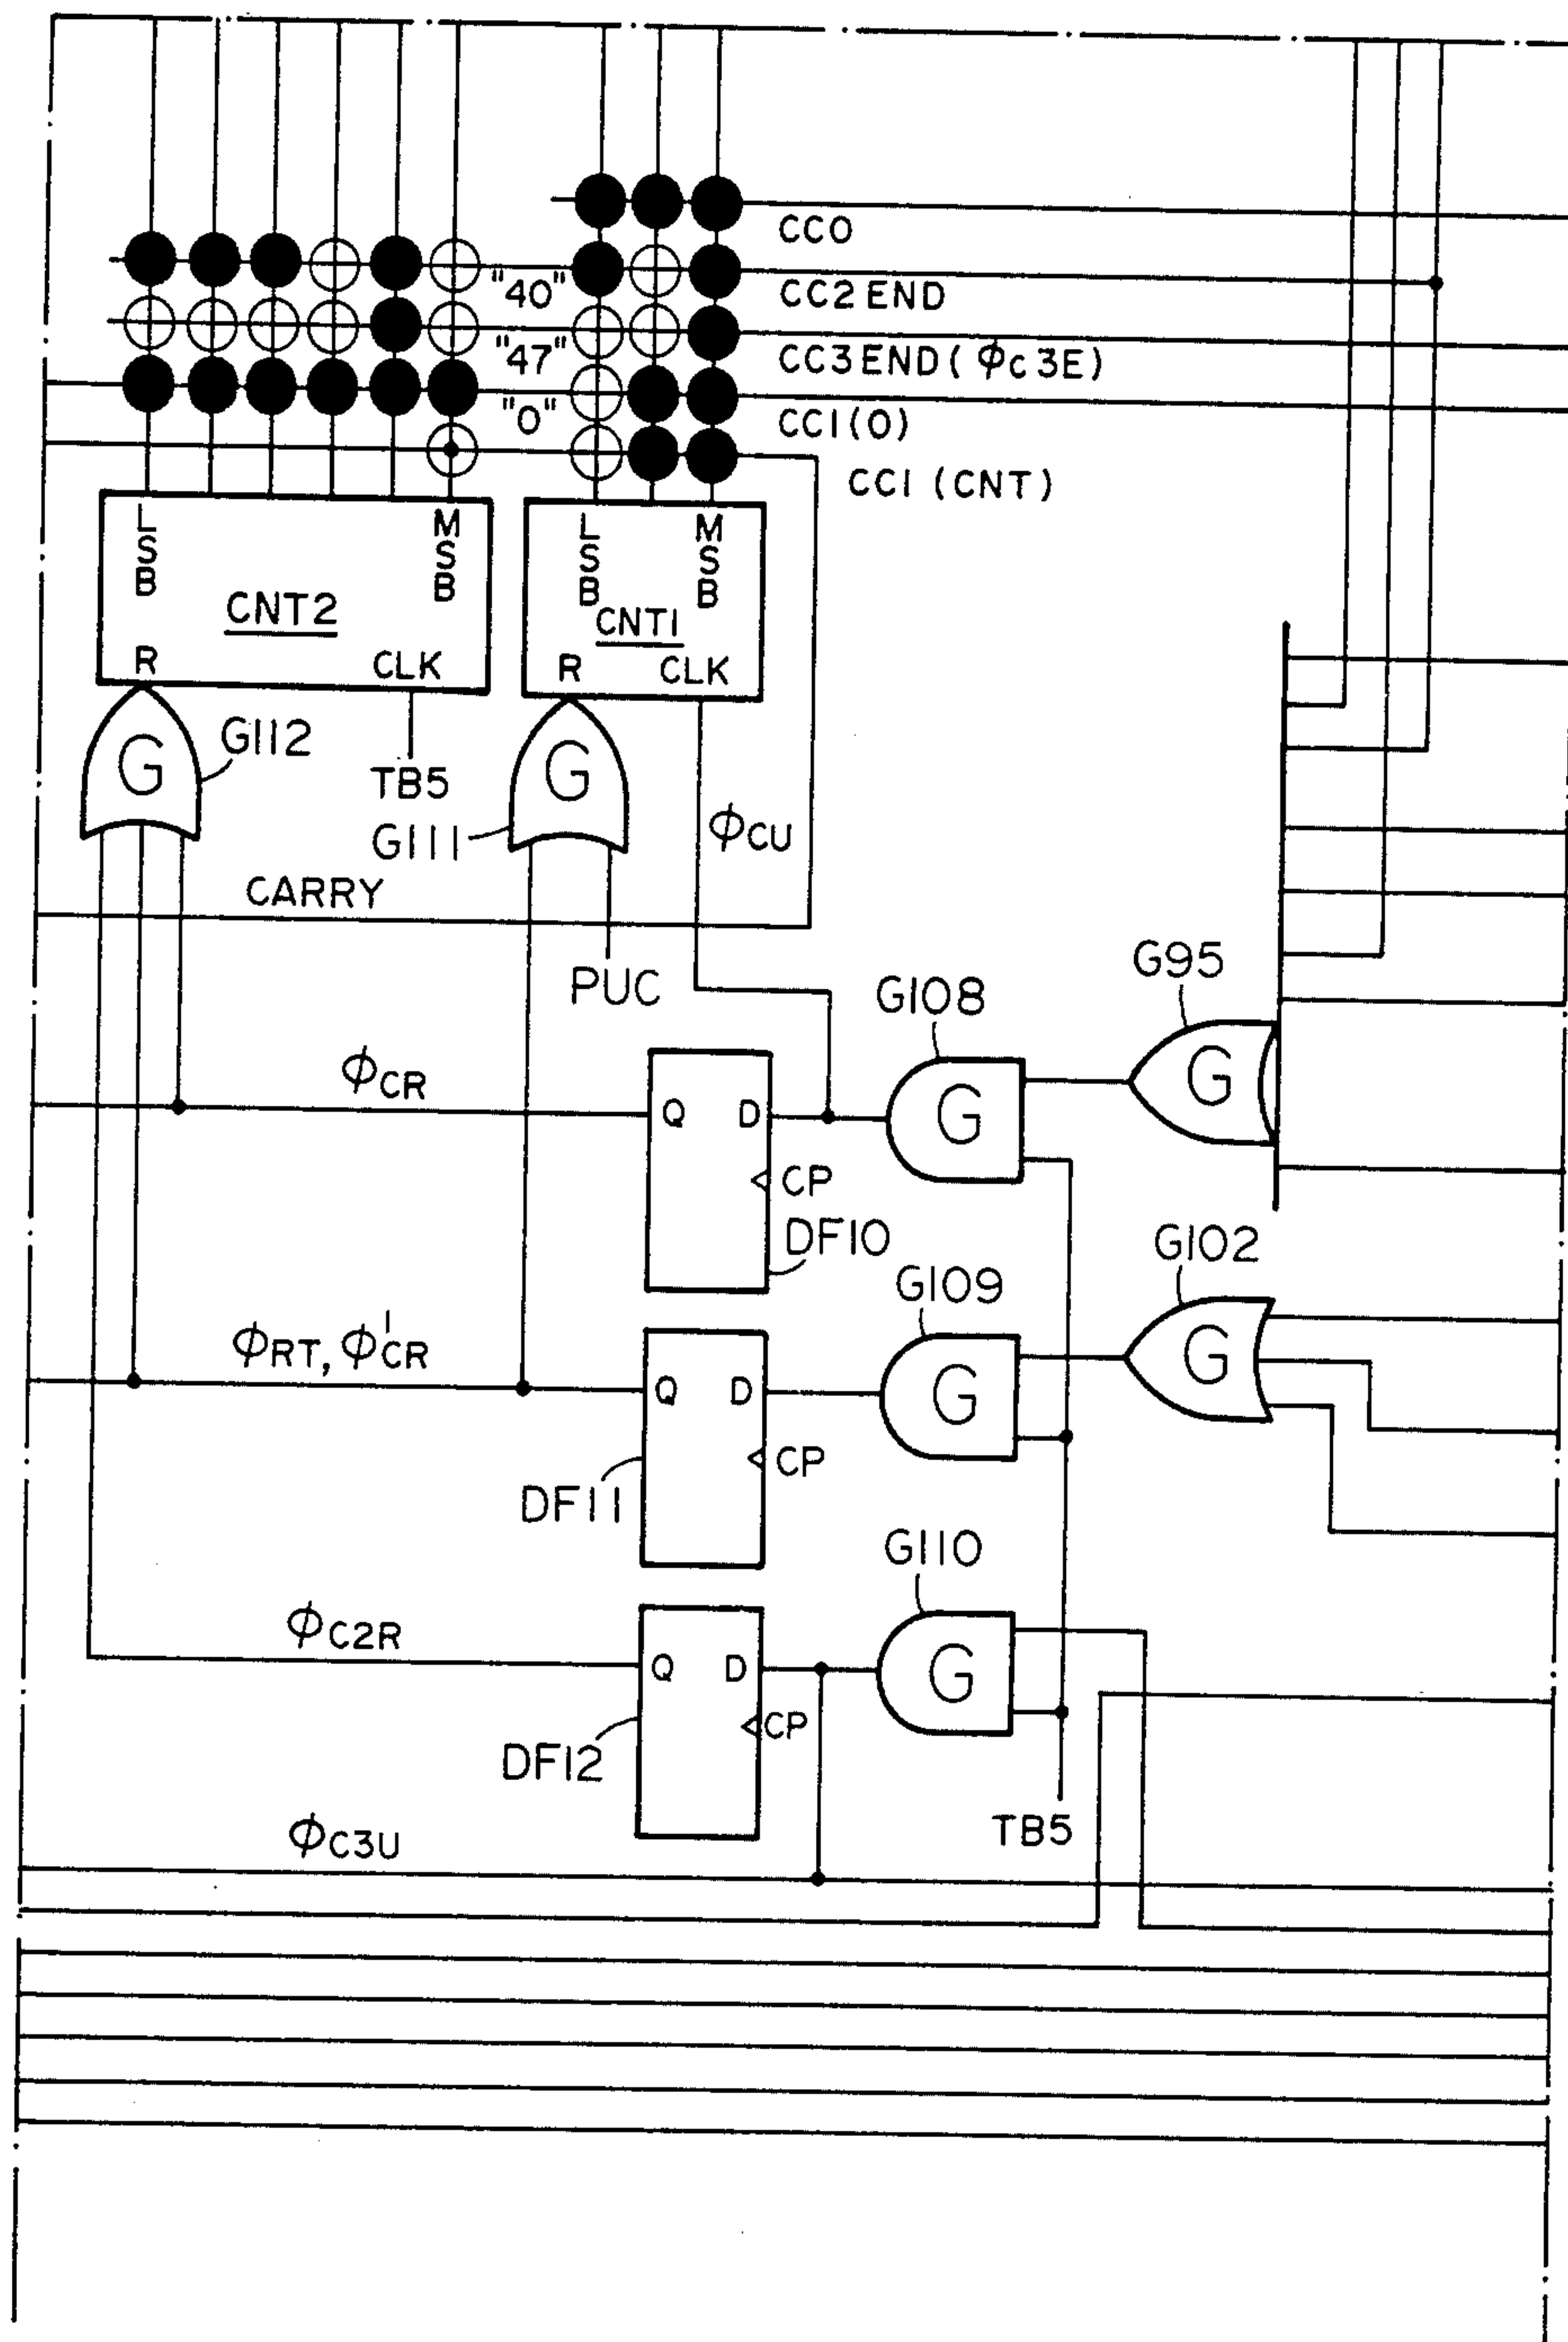 CC0
"40"
CC2 END
"47"
CC3 END (ϕc3E)
"0"
CC1(0)
CC1 (CNT)
LSB
MSB
LSB
MSB
CNT2
CNT1
R
CLK
R
CLK
G
G112
TB5
G
G111
ϕCU
CARRY
PUC
G95
G108
ϕCR
Q
D
G
G
CP
DF10
G102
G109
ϕRT, ϕ'CR
Q
D
G
G
CP
DF11
G110
ϕC2R
Q
D
G
CP
DF12
TB5
ϕC3U